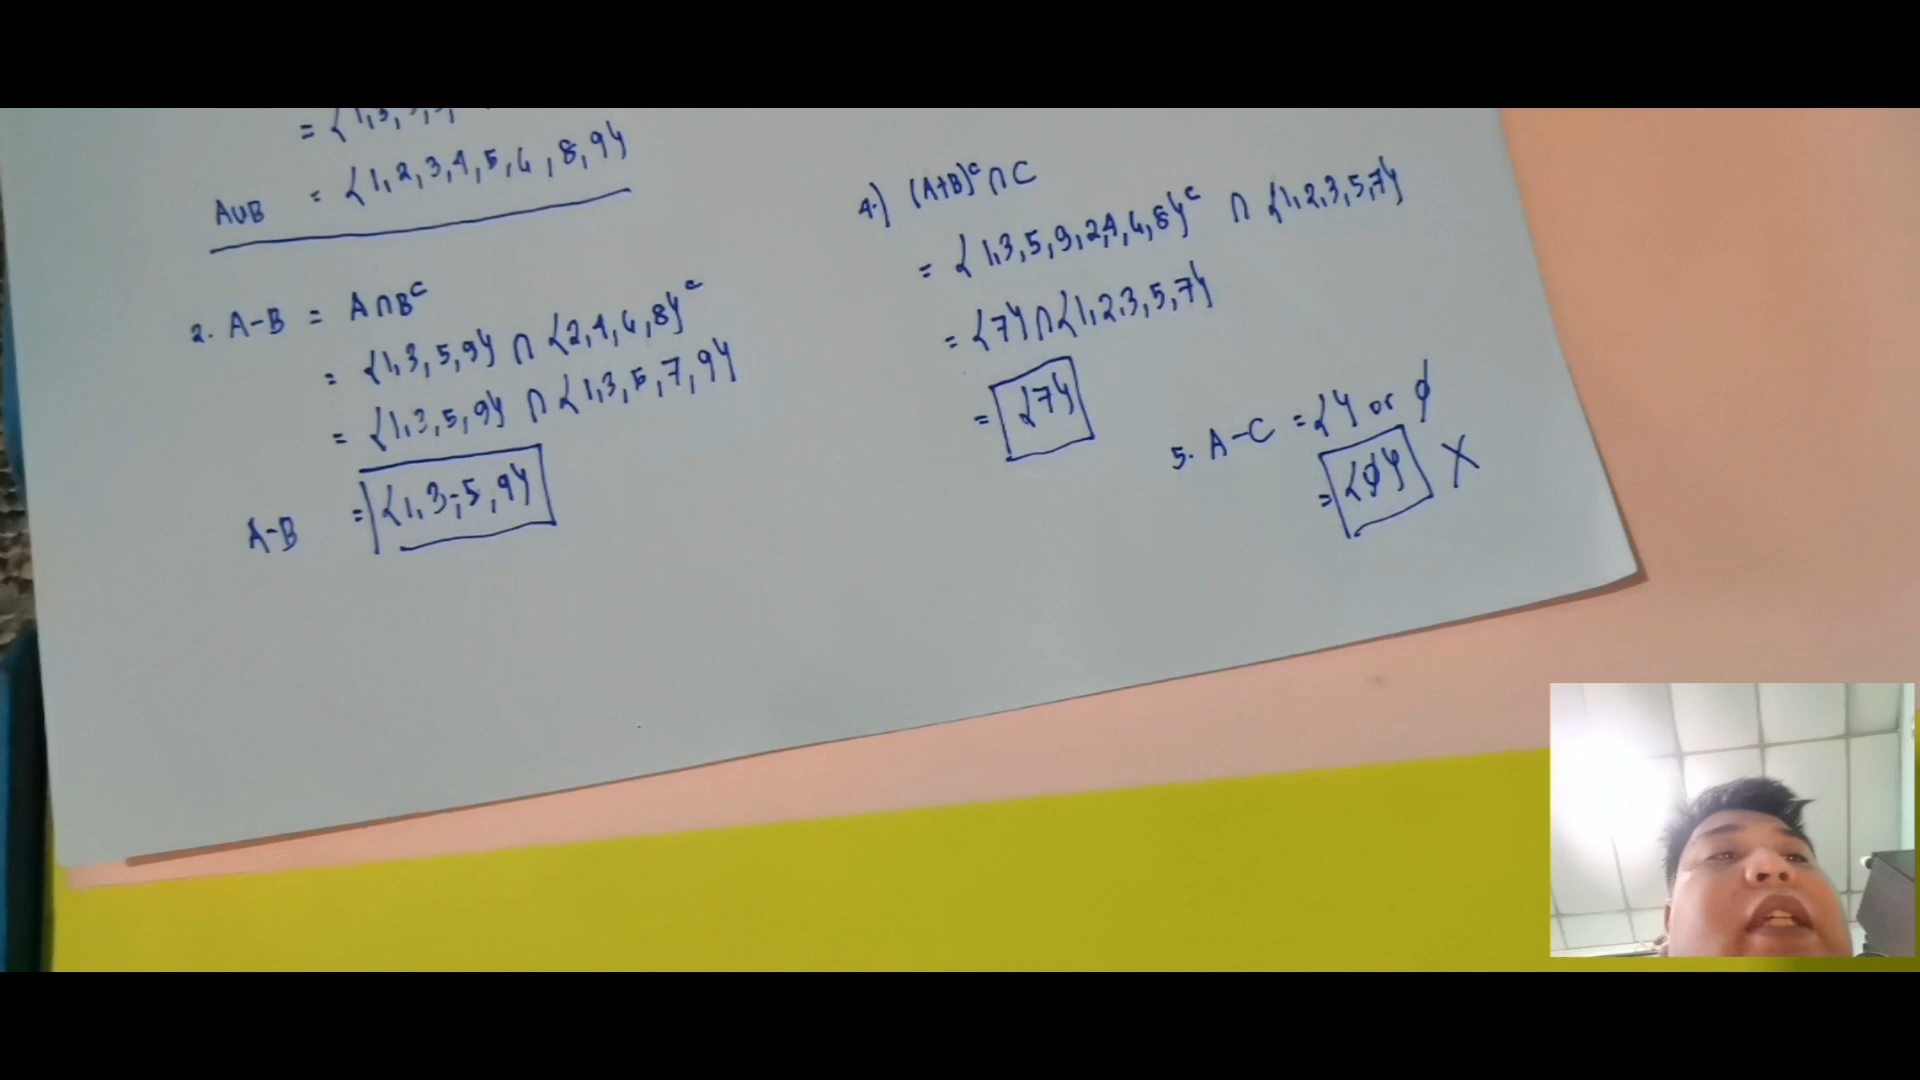 = {1,3,
A∪B = {1,2,3,4,5,6,8,9}
2. A-B = A∩Bᶜ
= {1,3,5,9} ∩ {2,4,6,8}ᶜ
= {1,3,5,9} ∩ {1,3,5,7,9}
A-B = {1,3,5,9}
4.) (A+B)ᶜ∩C
= {1,3,5,9,2,4,6,8}ᶜ ∩ {1,2,3,5,7}
= {7}∩{1,2,3,5,7}
= {7}
5. A-C = {} or ∅
= {∅} X